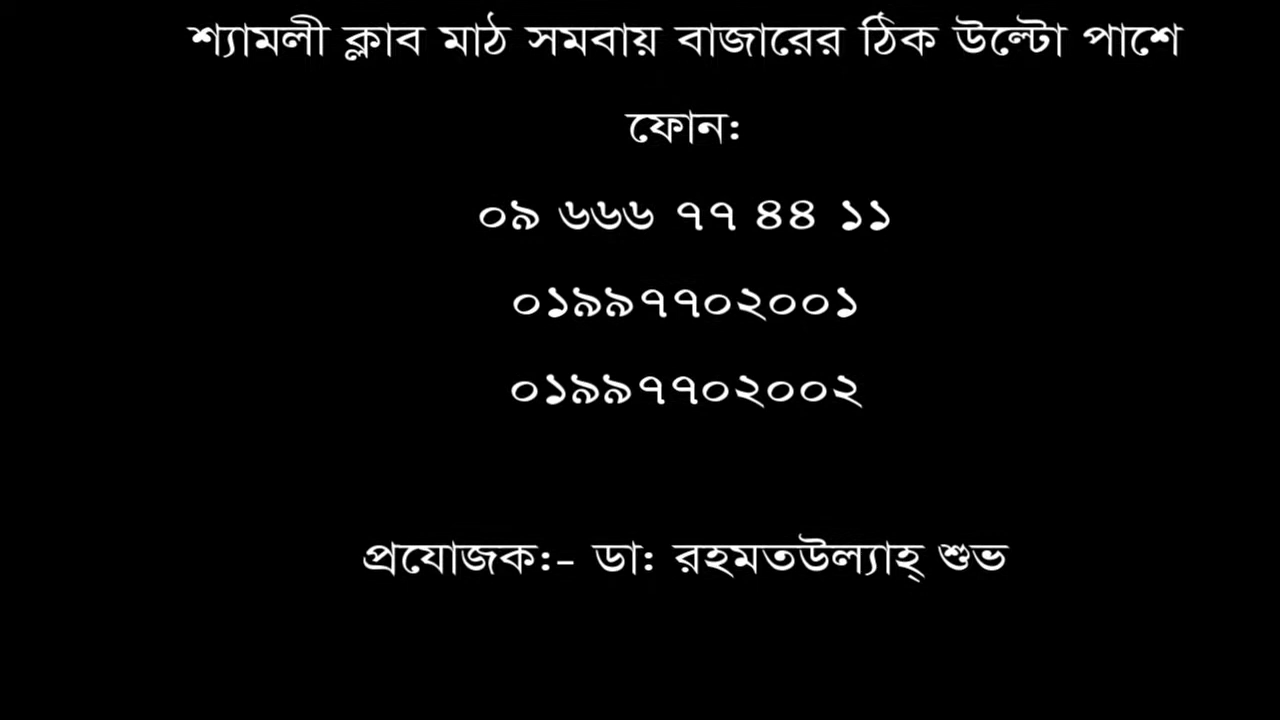 শ্যামলী ক্লাব মাঠ সমবায় বাজারের ঠিক উল্টো পাশে
ফোন:
০৯ ৬৬৬ ৭৭ ৪৪ ১১
০১৯৯৭৭০২০০১
০১৯৯৭৭০২০০২
প্রযোজক:- ডা: রহমতউল্যাহ্ শুভ